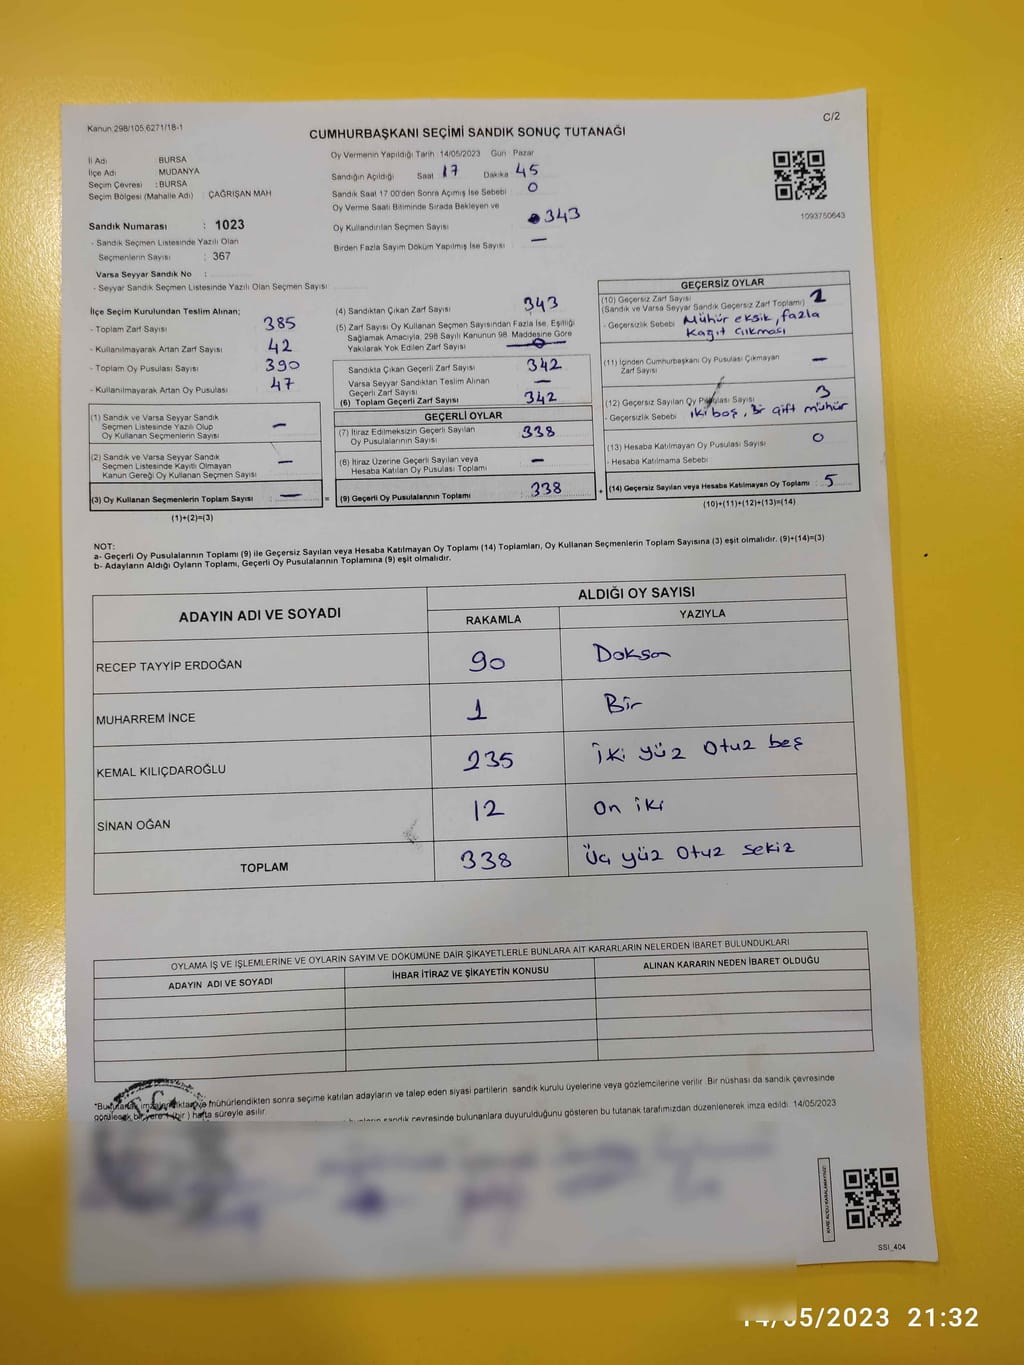 Kanun:298/105,6271/18-1
C/2
CUMHURBAŞKANI SEÇİMİ SANDIK SONUÇ TUTANAĞI
İl Adı BURSA
İlçe Adı MUDANYA
Seçim Çevresi : BURSA
Seçim Bölgesi (Mahalle Adı) : ÇAĞRIŞAN MAH
Oy Vermenin Yapıldığı Tarih 14/05/2023 Gün Pazar
Sandığın Açıldığı Saat 17 Dakika 45
Sandık Saat 17:00'den Sonra Açılmış İse Sebebi 0
Oy Verme Saati Bitiminde Sırada Bekleyen ve
Oy Kullandırılan Seçmen Sayısı 343
Birden Fazla Sayım Döküm Yapılmış İse Sayısı —
1093750643
Sandık Numarası : 1023
- Sandık Seçmen Listesinde Yazılı Olan
Seçmenlerin Sayısı : 367
Varsa Seyyar Sandık No :
- Seyyar Sandık Seçmen Listesinde Yazılı Olan Seçmen Sayısı :
İlçe Seçim Kurulundan Teslim Alınan;
- Toplam Zarf Sayısı 385
- Kullanılmayarak Artan Zarf Sayısı 42
- Toplam Oy Pusulası Sayısı 390
- Kullanılmayarak Artan Oy Pusulası 47
(1) Sandık ve Varsa Seyyar Sandık
Seçmen Listesinde Yazılı Olup
Oy Kullanan Seçmenlerin Sayısı —
(2) Sandık ve Varsa Seyyar Sandık
Seçmen Listesinde Kayıtlı Olmayan
Kanun Gereği Oy Kullanan Seçmen Sayısı —
(3) Oy Kullanan Seçmenlerin Toplam Sayısı : —
(1)+(2)=(3)
(4) Sandıktan Çıkan Zarf Sayısı 343
(5) Zarf Sayısı Oy Kullanan Seçmen Sayısından Fazla İse, Eşitliği
Sağlamak Amacıyla, 298 Sayılı Kanunun 98. Maddesine Göre
Yakılarak Yok Edilen Zarf Sayısı
Sandıkta Çıkan Geçerli Zarf Sayısı 342
Varsa Seyyar Sandıktan Teslim Alınan
Geçerli Zarf Sayısı —
(6) Toplam Geçerli Zarf Sayısı 342
GEÇERLİ OYLAR
(7) İtiraz Edilmeksizin Geçerli Sayılan
Oy Pusulalarının Sayısı : 338
(8) İtiraz Üzerine Geçerli Sayılan veya
Hesaba Katılan Oy Pusulası Toplamı —
= (9) Geçerli Oy Pusulalarının Toplamı : 338 +
GEÇERSİZ OYLAR
(10) Geçersiz Zarf Sayısı 1
(Sandık ve Varsa Seyyar Sandık Geçersiz Zarf Toplamı)
- Geçersizlik Sebebi Mühür eksik, fazla
kağıt çıkması
(11) İçinden Cumhurbaşkanı Oy Pusulası Çıkmayan
Zarf Sayısı —
(12) Geçersiz Sayılan Oy Pusulası Sayısı 3
- Geçersizlik Sebebi iki boş, bir çift mühür
(13) Hesaba Katılmayan Oy Pusulası Sayısı 0
- Hesaba Katılmama Sebebi
(14) Geçersiz Sayılan veya Hesaba Katılmayan Oy Toplamı : 5
(10)+(11)+(12)+(13)=(14)
NOT:
a- Geçerli Oy Pusulalarının Toplamı (9) ile Geçersiz Sayılan veya Hesaba Katılmayan Oy Toplamı (14) Toplamları, Oy Kullanan Seçmenlerin Toplam Sayısına (3) eşit olmalıdır. (9)+(14)=(3)
b- Adayların Aldığı Oyların Toplamı, Geçerli Oy Pusulalarının Toplamına (9) eşit olmalıdır.
ADAYIN ADI VE SOYADI
ALDIĞI OY SAYISI
RAKAMLA YAZIYLA
RECEP TAYYİP ERDOĞAN 90 Doksan
MUHARREM İNCE 1 Bir
KEMAL KILIÇDAROĞLU 235 İki yüz Otuz beş
SİNAN OĞAN 12 On iki
TOPLAM 338 Üç yüz Otuz sekiz
OYLAMA İŞ VE İŞLEMLERİNE VE OYLARIN SAYIM VE DÖKÜMÜNE DAİR ŞİKAYETLERLE BUNLARA AİT KARARLARIN NELERDEN İBARET BULUNDUKLARI
ADAYIN ADI VE SOYADI İHBAR İTİRAZ VE ŞİKAYETİN KONUSU ALINAN KARARIN NEDEN İBARET OLDUĞU
mühürlendikten sonra seçime katılan adayların ve talep eden siyasi partilerin sandık kurulu üyelerine veya gözlemcilerine verilir. Bir nüshası da sandık çevresinde
görülecek bir yere 1 (bir) hafta süreyle asılır.
sandık çevresinde bulunanlara duyurulduğunu gösteren bu tutanak tarafımızdan düzenlenerek imza edildi. 14/05/2023
SSİ_404
14/05/2023 21:32